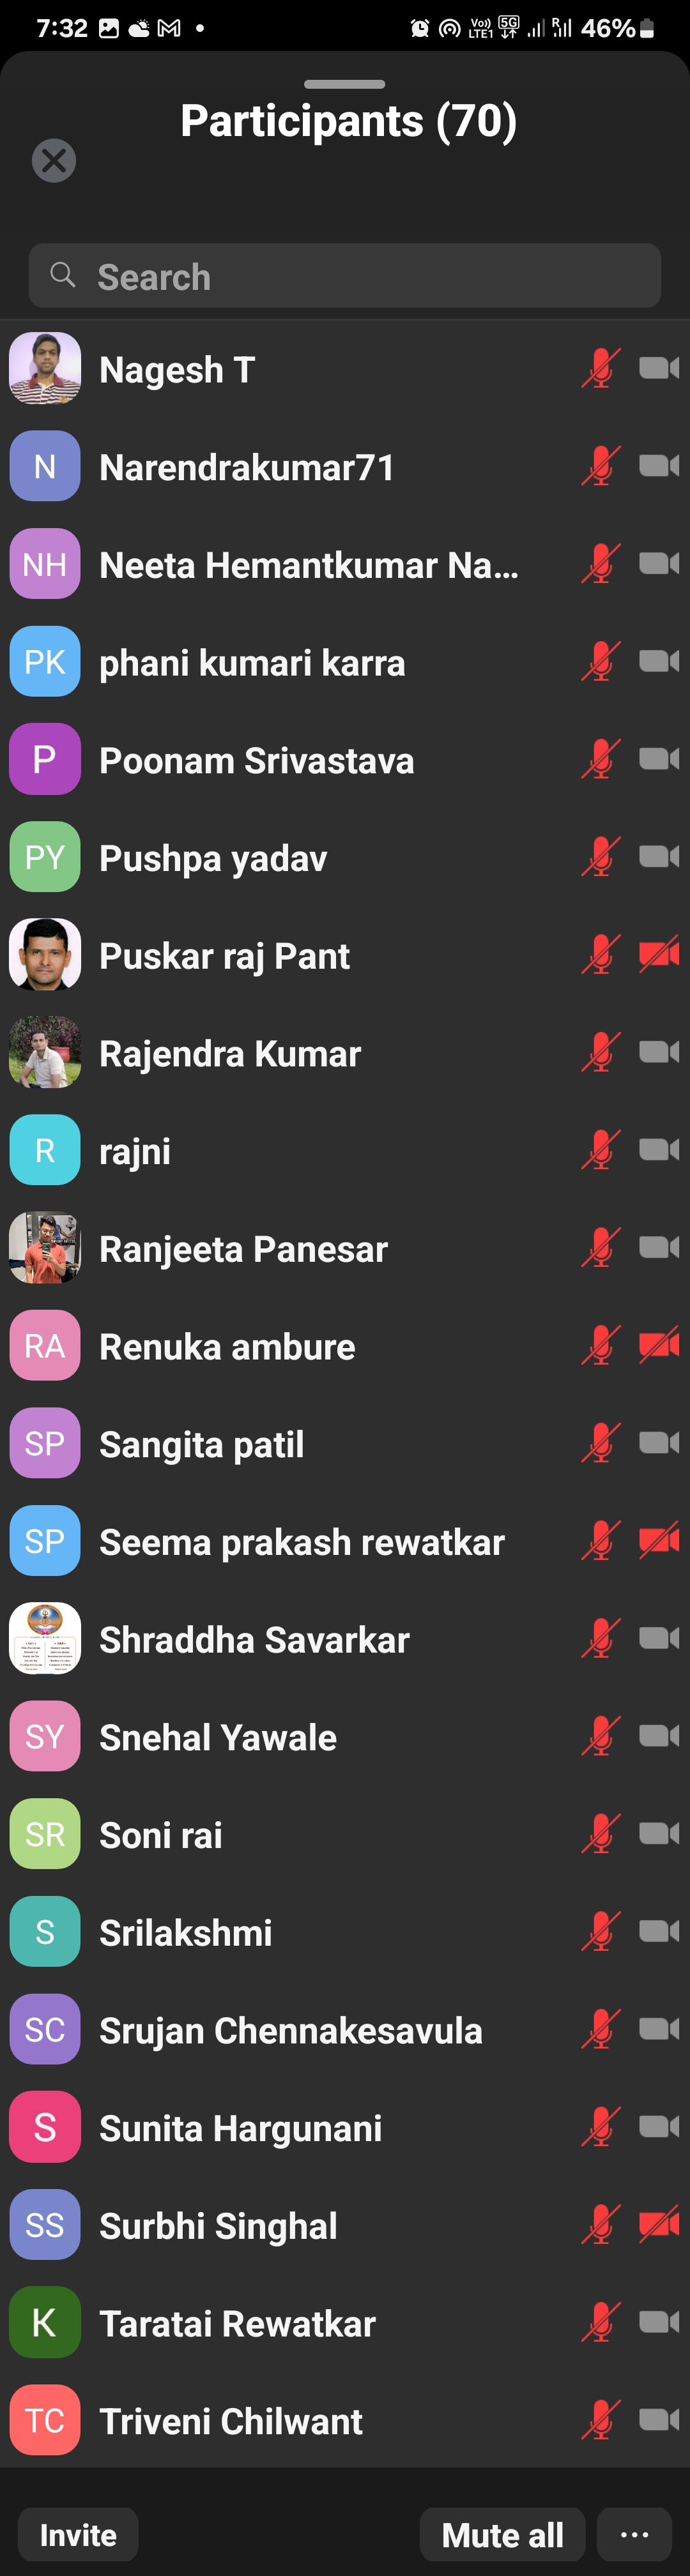 7:32
Vo)) LTE1 5G R 46%
Participants (70)
Search
Nagesh T
N Narendrakumar71
NH Neeta Hemantkumar Na...
PK phani kumari karra
P Poonam Srivastava
PY Pushpa yadav
Puskar raj Pant
Rajendra Kumar
R rajni
Ranjeeta Panesar
RA Renuka ambure
SP Sangita patil
SP Seema prakash rewatkar
Shraddha Savarkar
SY Snehal Yawale
SR Soni rai
S Srilakshmi
SC Srujan Chennakesavula
S Sunita Hargunani
SS Surbhi Singhal
K Taratai Rewatkar
TC Triveni Chilwant
Invite Mute all ...